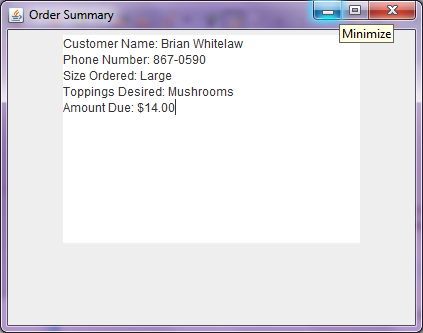 Order Summary
Minimize
Customer Name: Brian Whitelaw
Phone Number: 867-0590
Size Ordered: Large
Toppings Desired: Mushrooms
Amount Due: $14.00